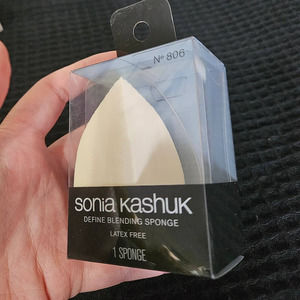 Nº 806
sonia kashuk
DEFINE BLENDING SPONGE
LATEX FREE
1 SPONGE